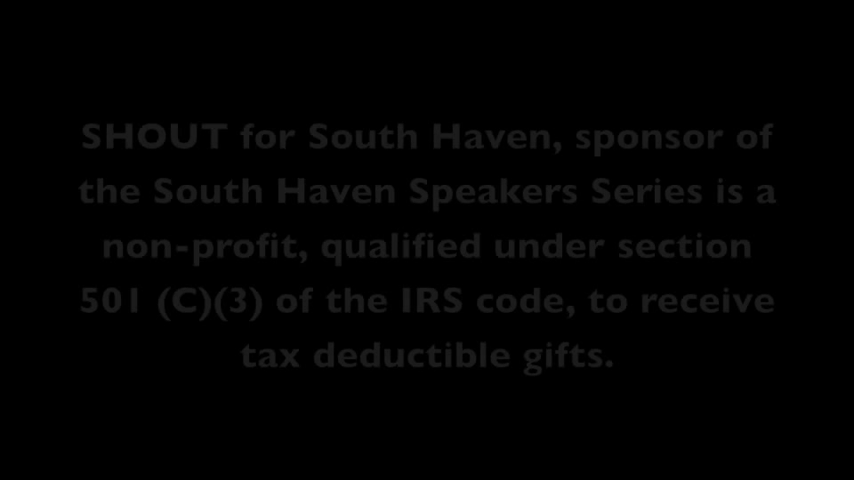 SHOUT for South Haven, sponsor of
the South Haven Speakers Series is a
non-profit, qualified under section
501 (C)(3) of the IRS code, to receive
tax deductible gifts.